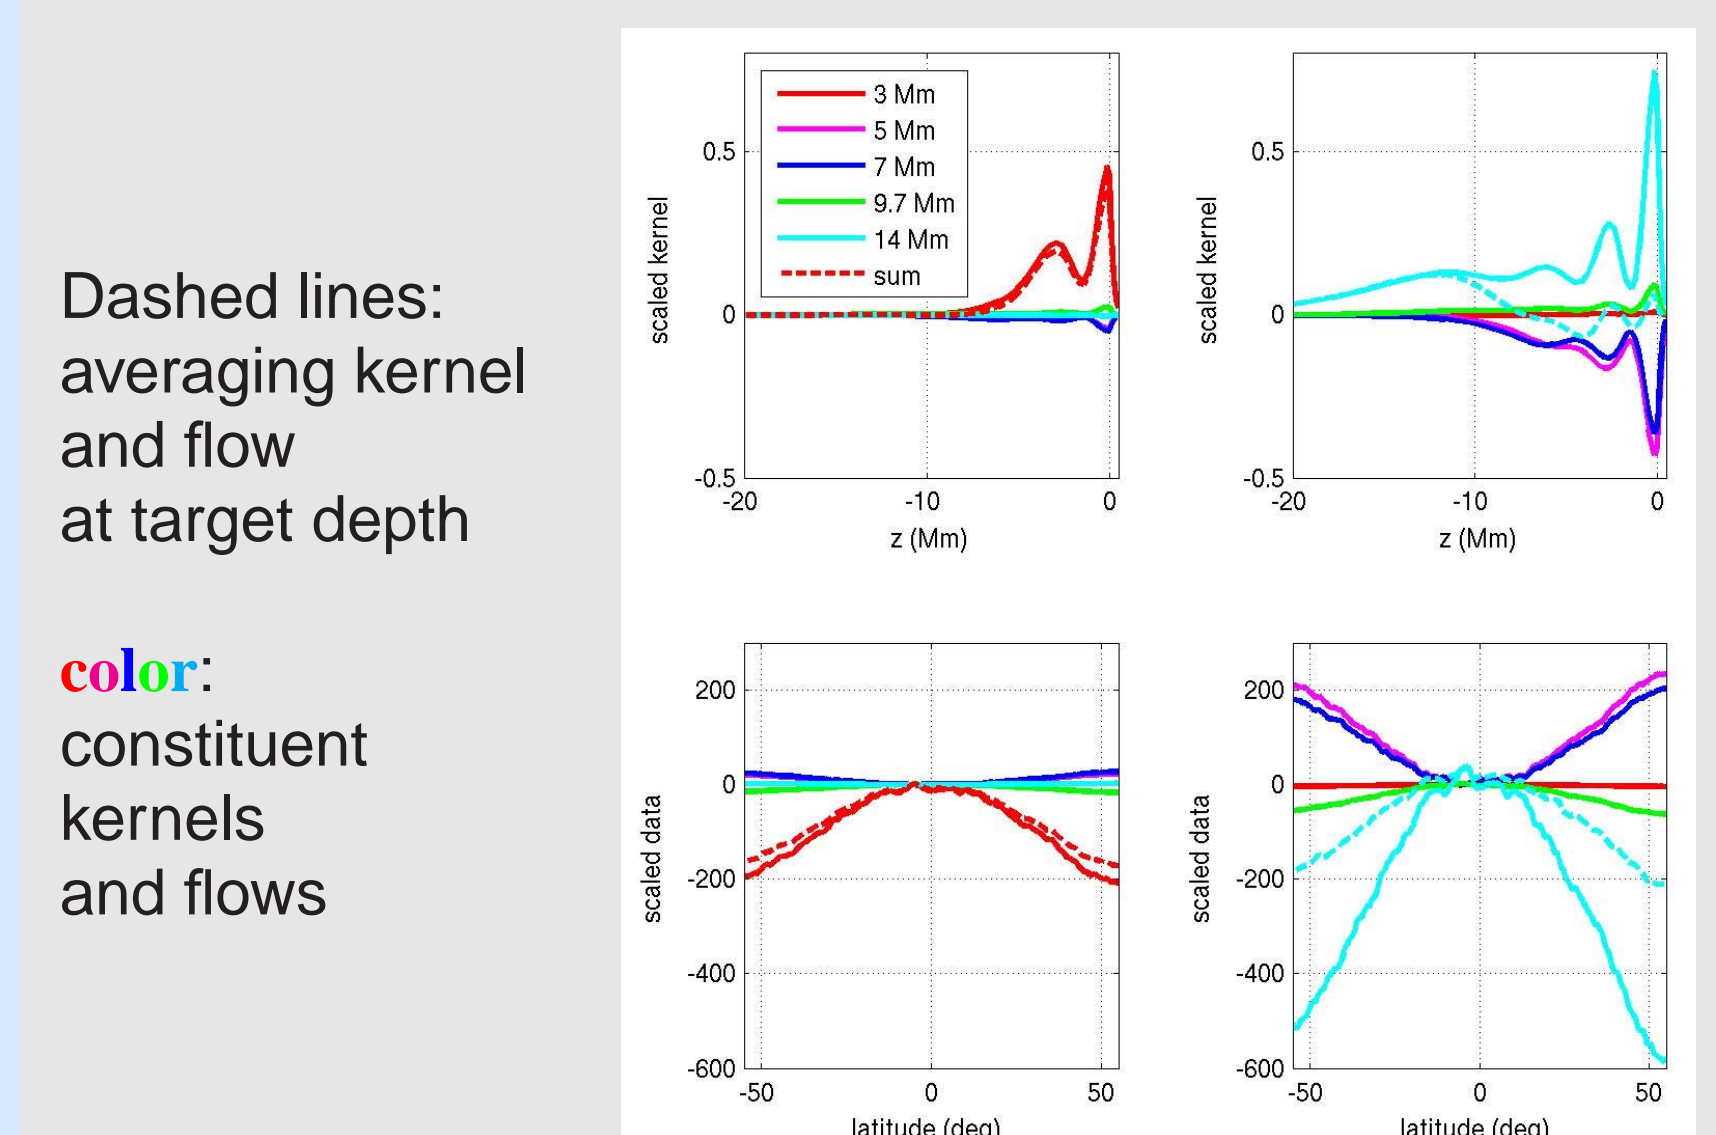 Dashed lines:
averaging kernel
and flow
at target depth
color:
constituent
kernels
and flows
3 Mm
5 Mm
7 Mm
9.7 Mm
14 Mm
sum
scaled kernel
0.5
0
-0.5
-20
-10
0
z (Mm)
scaled kernel
0.5
0
-0.5
-20
-10
0
z (Mm)
scaled data
200
0
-200
-400
-600
-50
0
50
latitude (deg)
scaled data
200
0
-200
-400
-600
-50
0
50
latitude (deg)